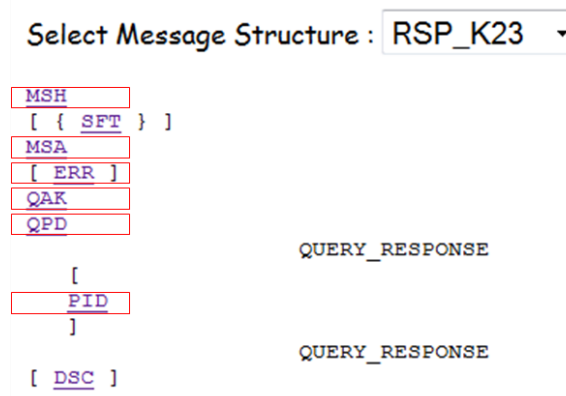 Select Message Structure : RSP_K23
MSH
[ { SFT } ]
MSA
[ ERR ]
QAK
QPD
QUERY_RESPONSE
[
PID
]
QUERY_RESPONSE
[ DSC ]